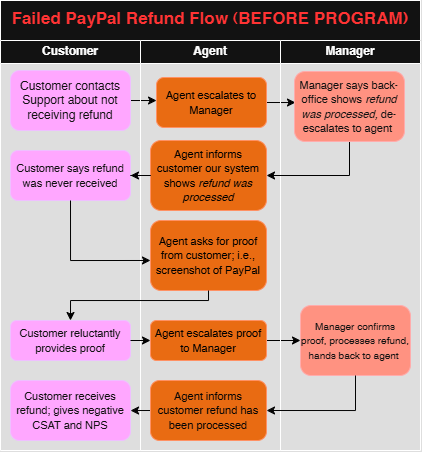 Failed PayPal Refund Flow (BEFORE PROGRAM)
Customer
Agent
Manager
Customer contacts
Support about not
receiving refund
Agent escalates to
Manager
Manager says back-
office shows refund
was processed, de-
escalates to agent
Agent informs
customer our system
shows refund was
processed
Customer says refund
was never received
Agent asks for proof
from customer; i.e.,
screenshot of PayPal
Customer reluctantly
provides proof
Agent escalates proof
to Manager
Manager confirms
proof, processes refund,
hands back to agent
Agent informs
customer refund has
been processed
Customer receives
refund; gives negative
CSAT and NPS